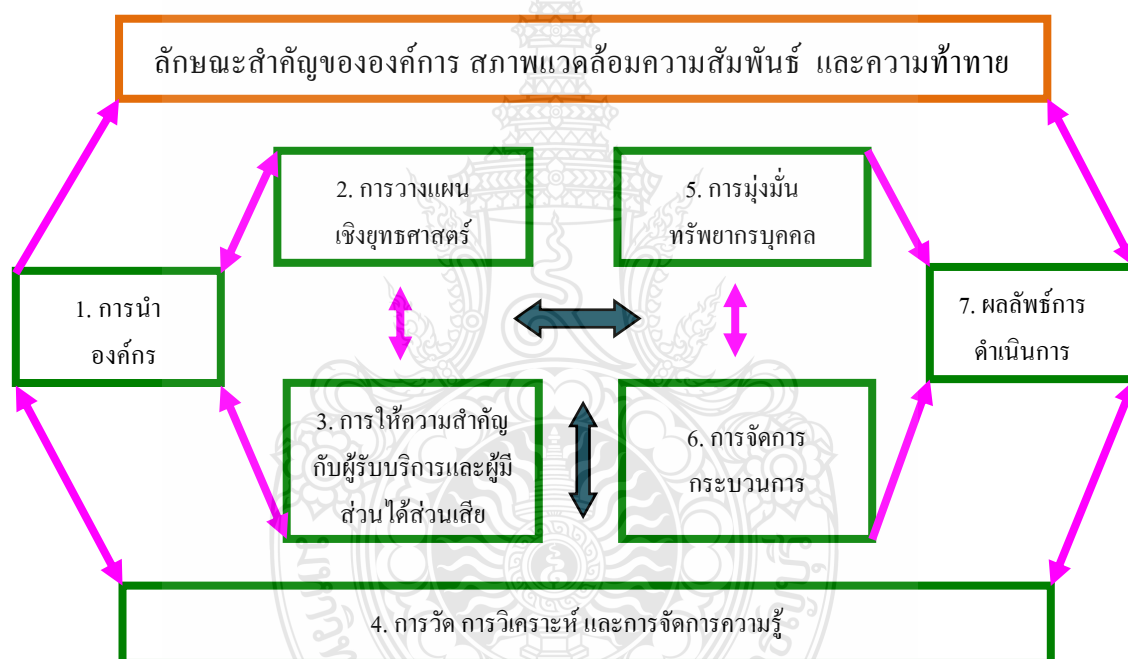 ลักษณะสำคัญขององค์การ สภาพแวดล้อมความสัมพันธ์ และความท้าทาย
2. การวางแผน
เชิงยุทธศาสตร์
5. การมุ่งมั่น
ทรัพยากรบุคคล
1. การนำ
องค์กร
7. ผลลัพธ์การ
ดำเนินการ
3. การให้ความสำคัญ
กับผู้รับบริการและผู้มี
ส่วนได้ส่วนเสีย
6. การจัดการ
กระบวนการ
4. การวัด การวิเคราะห์ และการจัดการความรู้